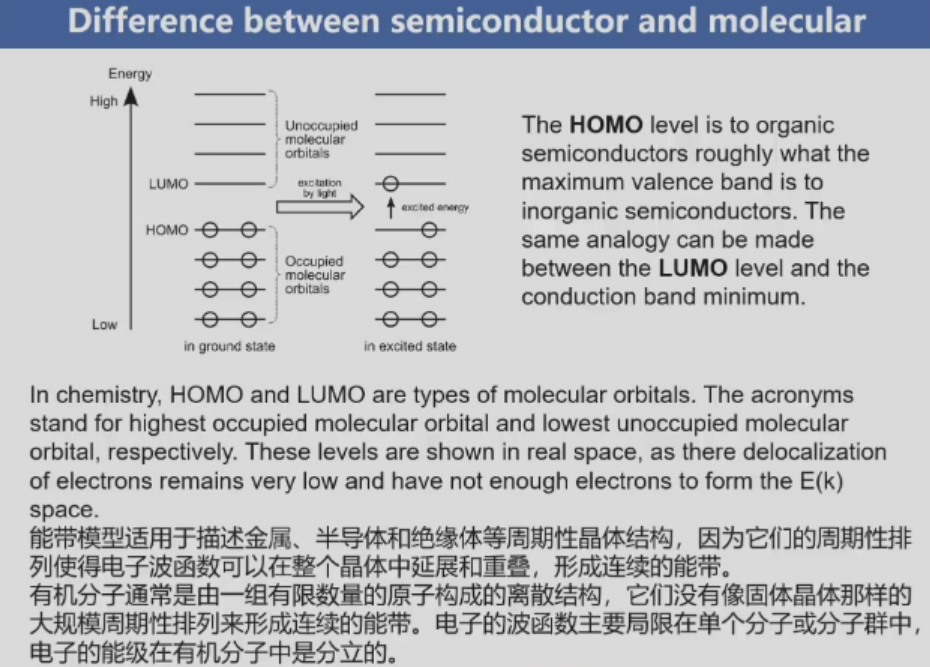 Difference between semiconductor and molecular
Energy
High
Unoccupied
molecular
orbitals
LUMO
excitation
by light
excited energy
HOMO
Occupied
molecular
orbitals
Low
in ground state
in excited state
The HOMO level is to organic
semiconductors roughly what the
maximum valence band is to
inorganic semiconductors. The
same analogy can be made
between the LUMO level and the
conduction band minimum.
In chemistry, HOMO and LUMO are types of molecular orbitals. The acronyms
stand for highest occupied molecular orbital and lowest unoccupied molecular
orbital, respectively. These levels are shown in real space, as there delocalization
of electrons remains very low and have not enough electrons to form the E(k)
space.
能带模型适用于描述金属、半导体和绝缘体等周期性晶体结构，因为它们的周期性排
列使得电子波函数可以在整个晶体中延展和重叠，形成连续的能带。
有机分子通常是由一组有限数量的原子构成的离散结构，它们没有像固体晶体那样的
大规模周期性排列来形成连续的能带。电子的波函数主要局限在单个分子或分子群中，
电子的能级在有机分子中是分立的。